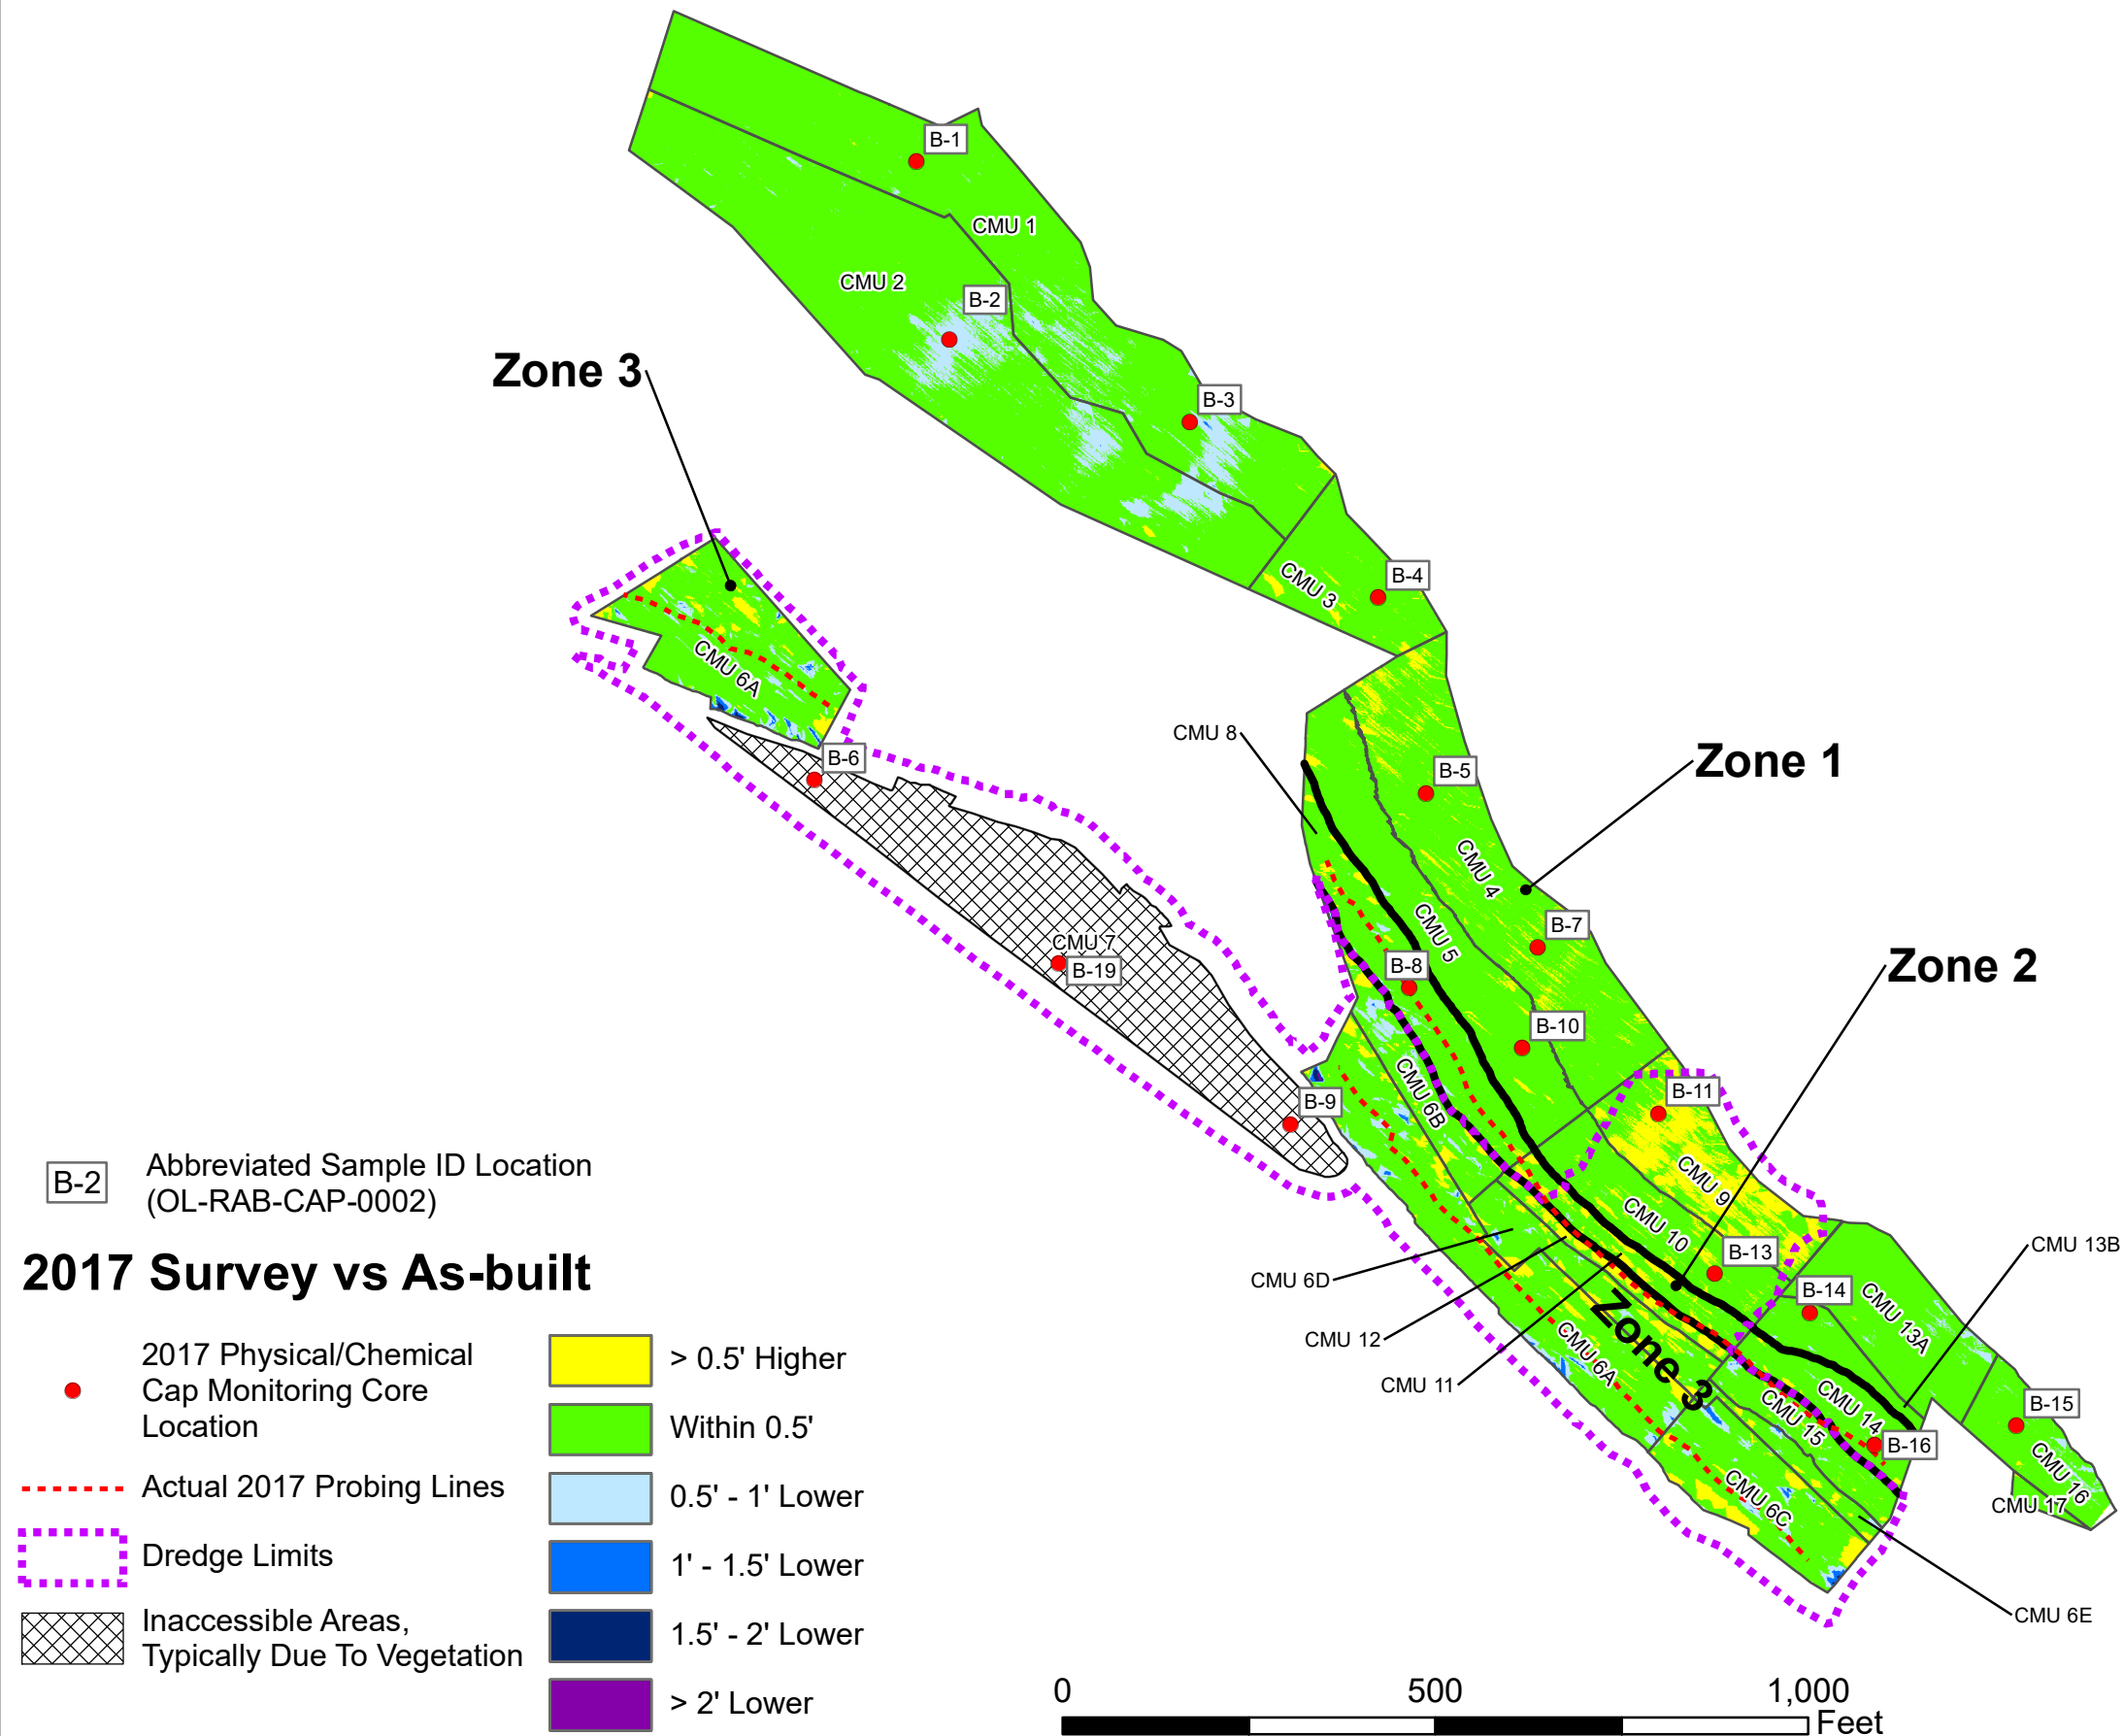 B-1
CMU 1
CMU 2
B-2
Zone 3
B-3
B-4
CMU 3
CMU 6A
CMU 8
Zone 1
B-6
B-5
CMU 4
CMU 5
B-7
CMU 7
B-19
B-8
Zone 2
B-10
CMU 6B
B-11
B-9
CMU 9
CMU 10
B-13
CMU 13B
CMU 6D
B-14
CMU 13A
CMU 12
Zone 3
CMU 6A
CMU 11
CMU 14
CMU 15
B-15
B-16
CMU 16
CMU 17
CMU 6C
CMU 6E
B-2
Abbreviated Sample ID Location
(OL-RAB-CAP-0002)
2017 Survey vs As-built
2017 Physical/Chemical
Cap Monitoring Core
Location
Actual 2017 Probing Lines
Dredge Limits
Inaccessible Areas,
Typically Due To Vegetation
> 0.5' Higher
Within 0.5'
0.5' - 1' Lower
1' - 1.5' Lower
1.5' - 2' Lower
> 2' Lower
0 500 1,000
Feet